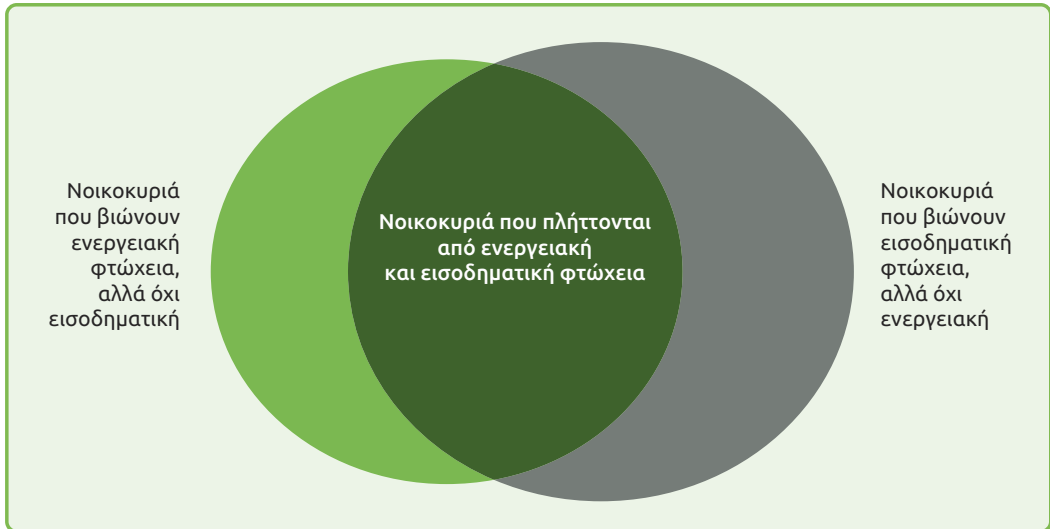 Νοικοκυριά
που βιώνουν
ενεργειακή
φτώχεια,
αλλά όχι
εισοδηματική
Νοικοκυριά που πλήττονται
από ενεργειακή
και εισοδηματική φτώχεια
Νοικοκυριά
που βιώνουν
εισοδηματική
φτώχεια,
αλλά όχι
ενεργειακή